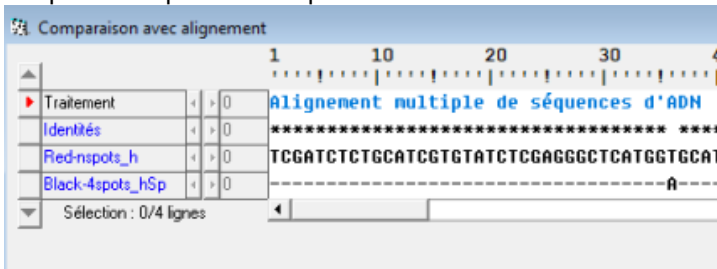 Comparaison avec alignement
1 10 20 30
Traitement 0 Alignement multiple de séquences d'ADN
Identités 0 *********************************** ****
Red-nspots_h 0 TCGATCTCTGCATCGTGTATCTCGAGGGCTCATGGTGCAT
Black-4spots_hSp 0 -----------------------------------A----
Sélection : 0/4 lignes